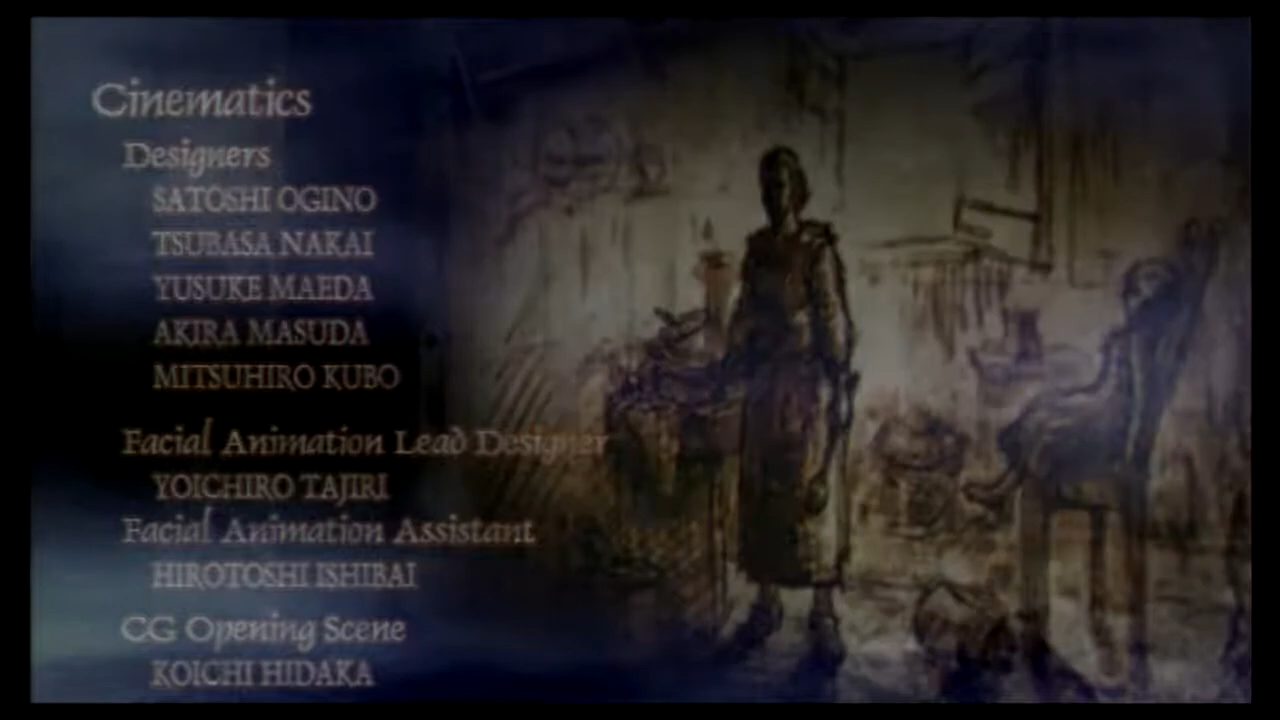 Cinematics
Designers
SATOSHI OGINO
TSUBASA NAKAI
YUSUKE MAEDA
AKIRA MASUDA
MITSUHIRO KUBO
Facial Animation Lead Designer
YOICHIRO TAJIRI
Facial Animation Assistant
HIROTOSHI ISHIBAI
CG Opening Scene
KOICHI HIDAKA